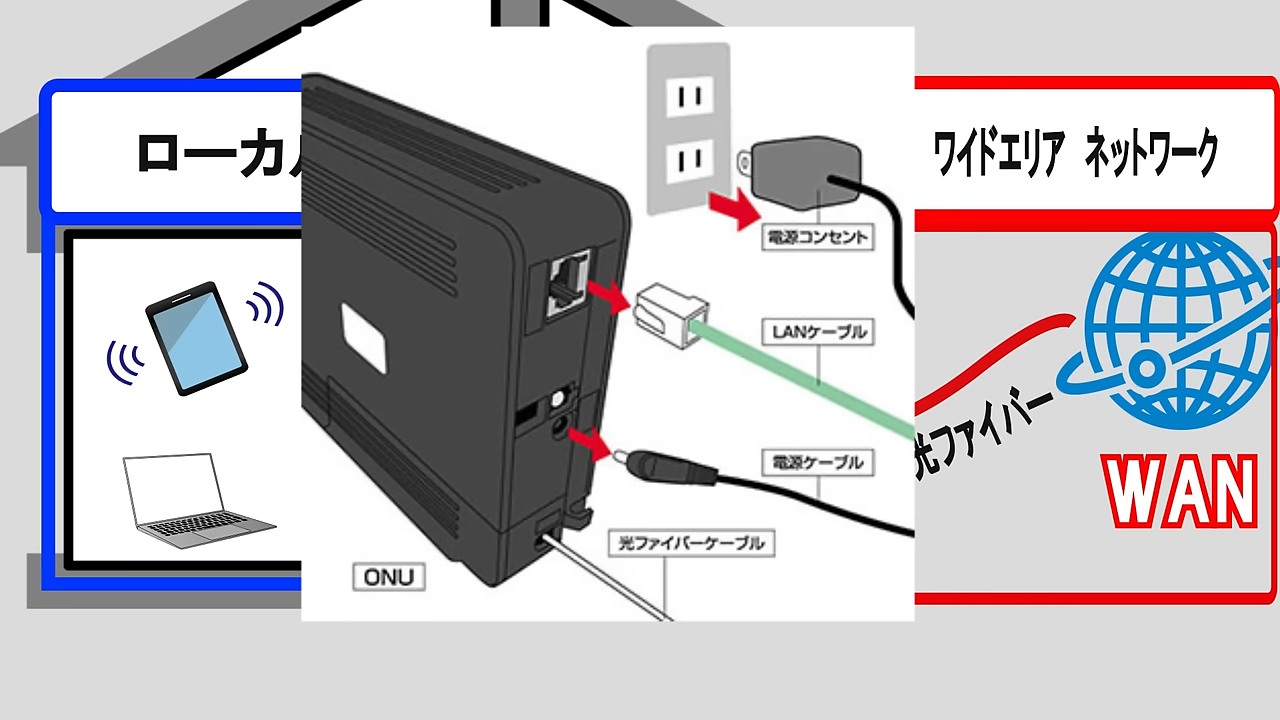 ローカル
ワイドエリア ネットワーク
電源コンセント
LANケーブル
電源ケーブル
光ファイバーケーブル
ONU
光ファイバー
WAN